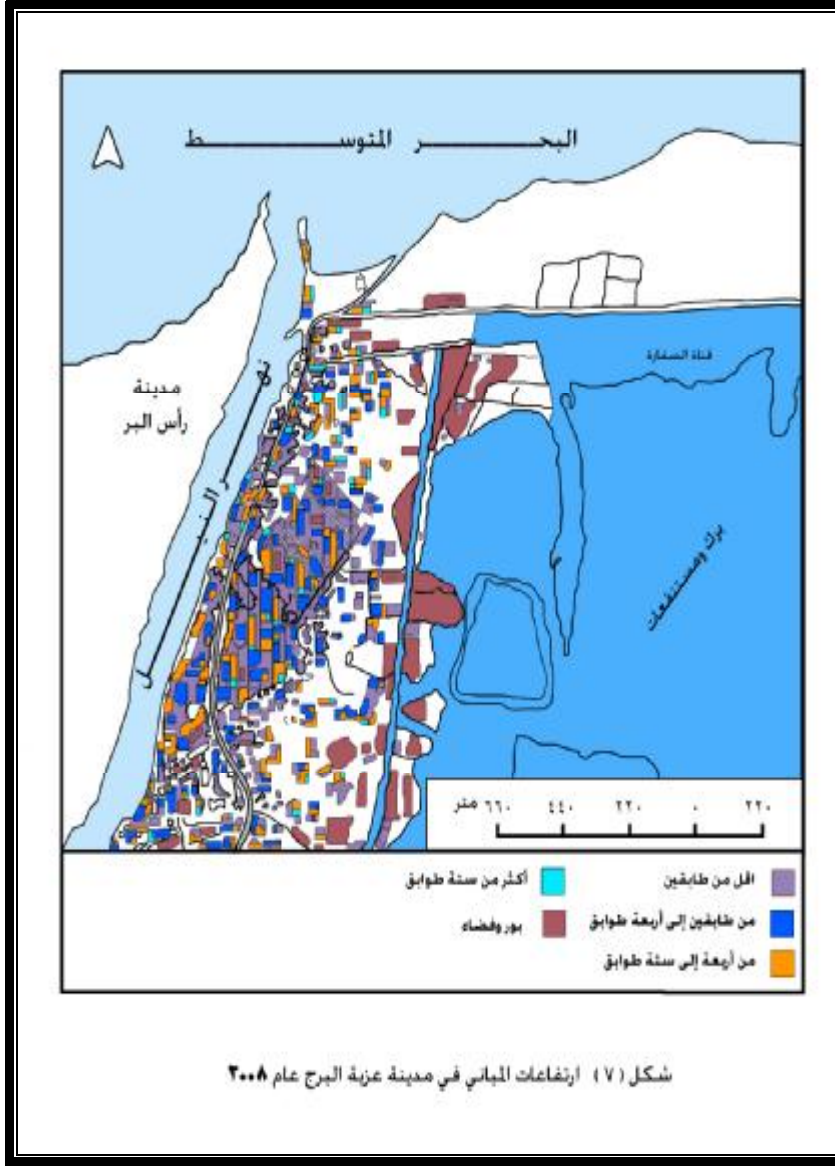 البحر المتوسط
قناة السفارة
مدينة
رأس البر
نهر النيل
برك ومستنقعات
متر ٦٦٠ ٤٤٠ ٢٢٠ ٠ ٢٢٠
اقل من طابقين
أكثر من ستة طوابق
من طابقين إلى أربعة طوابق
بور وفضاء
من أربعة إلى ستة طوابق
شكل (٧) ارتفاعات المباني في مدينة عزبة البرج عام ٢٠٠٨